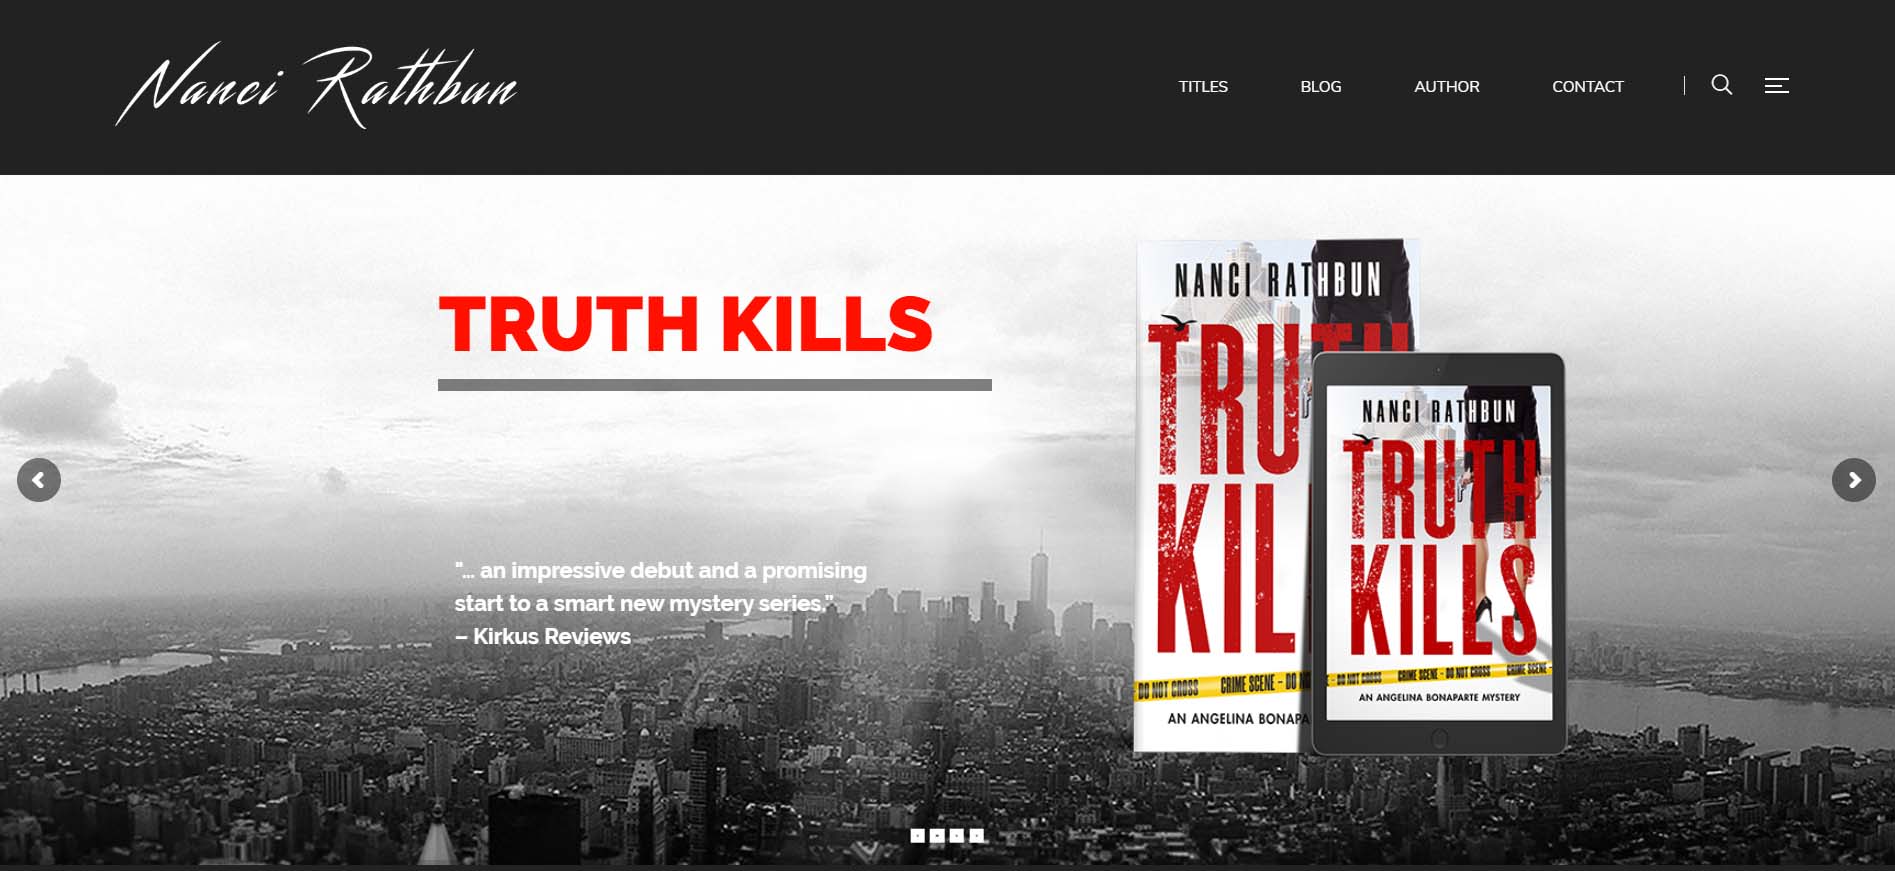 Nanci Rathbun
TITLES
BLOG
AUTHOR
CONTACT
TRUTH KILLS
"... an impressive debut and a promising
start to a smart new mystery series.”
– Kirkus Reviews
NANCI RATHBUN
TRUTH
KIL
DO NOT CROSS CRIME SCENE - DO
AN ANGELINA BONAPA
NANCI RATHBUN
TRUTH
KILLS
- DO NOT CROSS CRIME SCENE - DO NOT CROSS CRIME SCENE -
AN ANGELINA BONAPARTE MYSTERY